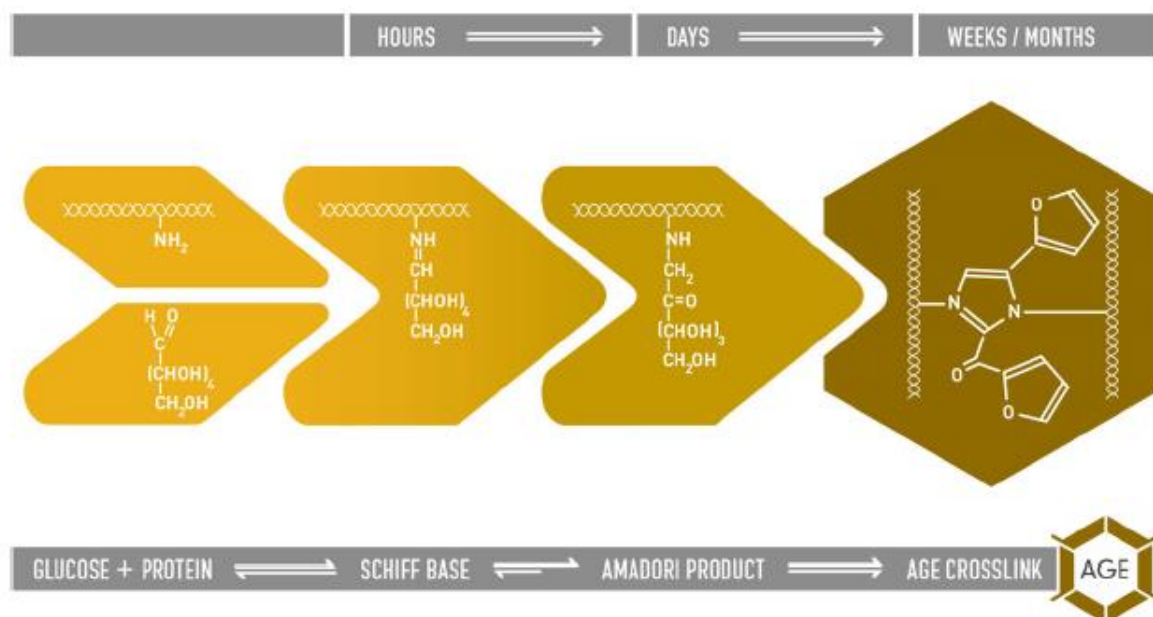 HOURS
DAYS
WEEKS / MONTHS
NH₂
H O
C
(CHOH)₄
CH₂OH
NH
CH
(CHOH)₄
CH₂OH
NH
CH₂
C=O
(CHOH)₃
CH₂OH
O
N
N
O
O
GLUCOSE + PROTEIN
SCHIFF BASE
AMADORI PRODUCT
AGE CROSSLINK
AGE